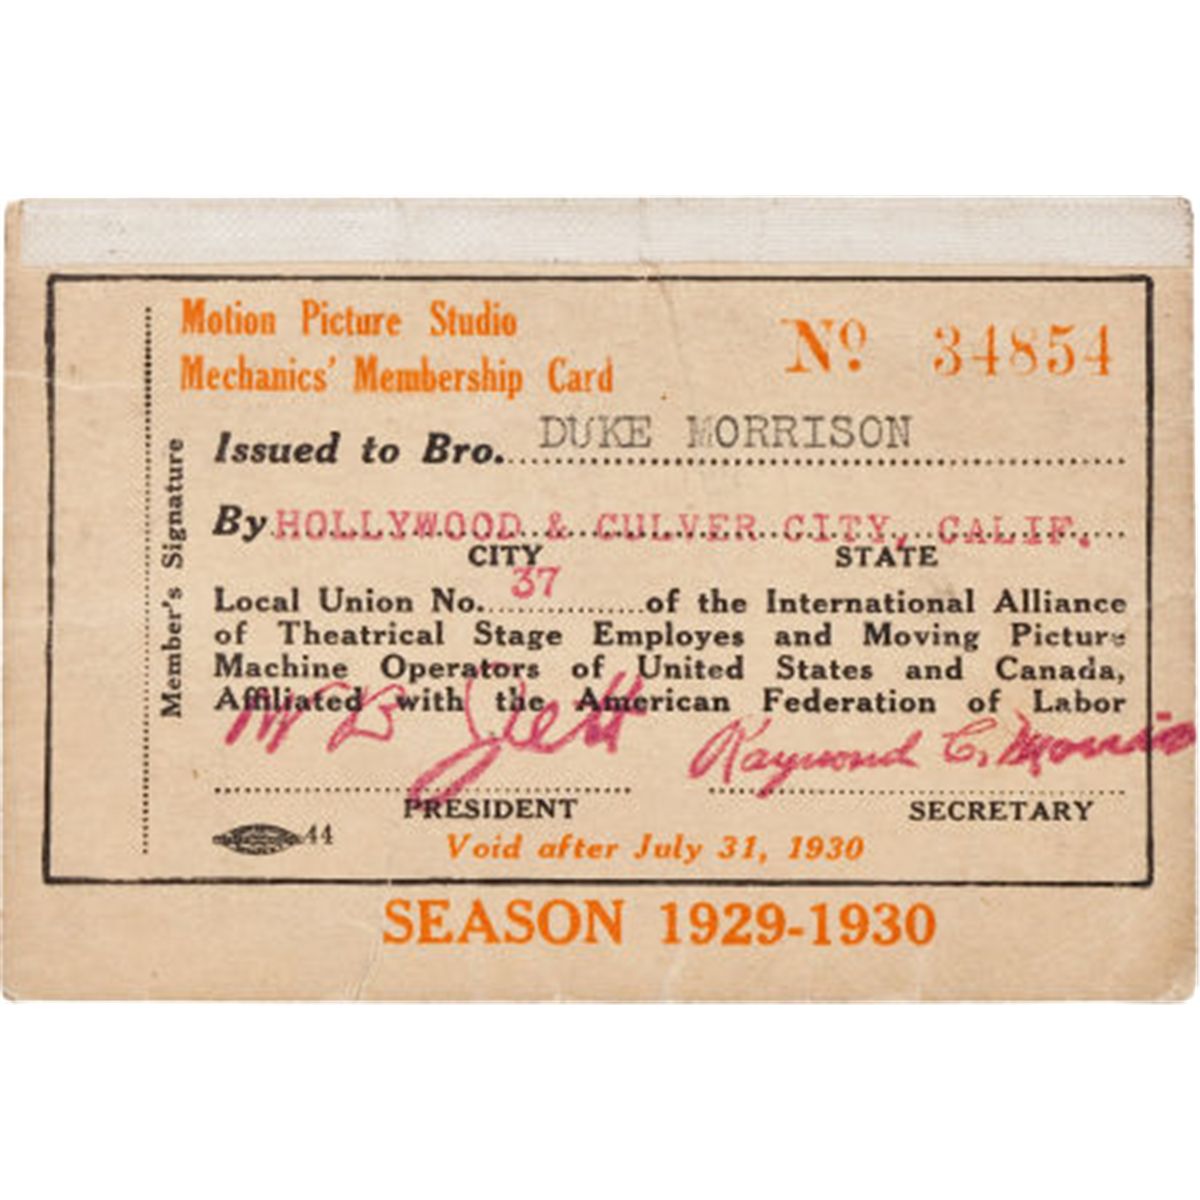 Motion Picture Studio
Mechanics' Membership Card
Nº 34854
Issued to Bro. DUKE MORRISON
By HOLLYWOOD & CULVER CITY, CALIF.
CITY STATE
Local Union No. 37 of the International Alliance
of Theatrical Stage Employes and Moving Picture
Machine Operators of United States and Canada,
Affiliated with the American Federation of Labor
Raymond C. Morris
PRESIDENT SECRETARY
44
Void after July 31, 1930
SEASON 1929-1930
Member's Signature